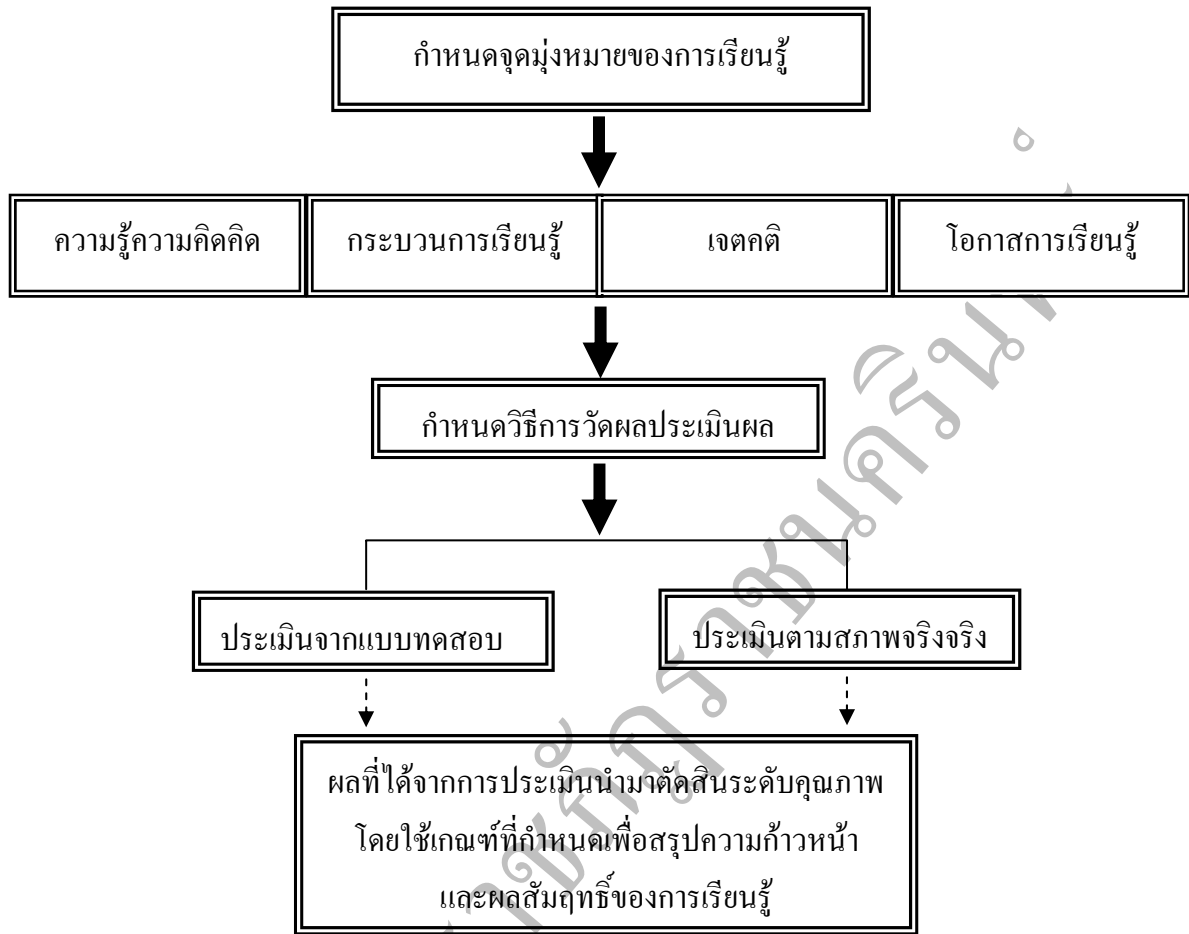 กำหนดจุดมุ่งหมายของการเรียนรู้
ความรู้ความคิดคิด กระบวนการเรียนรู้ เจตคติ โอกาสการเรียนรู้
กำหนดวิธีการวัดผลประเมินผล
ประเมินจากแบบทดสอบ ประเมินตามสภาพจริงจริง
ผลที่ได้จากการประเมินนำมาตัดสินระดับคุณภาพ
โดยใช้เกณฑ์ที่กำหนดเพื่อสรุปความก้าวหน้า
และผลสัมฤทธิ์ของการเรียนรู้